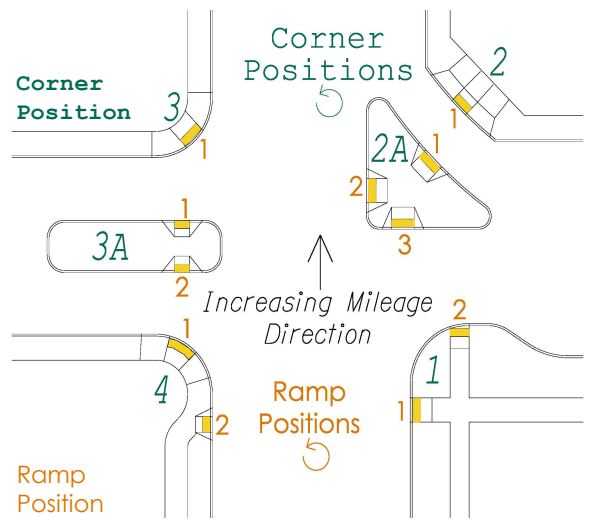 Corner
Positions
Corner
Position
3
1
2
1
2A
1
2
3
3A
1
2
Increasing Mileage
Direction
4
1
2
1
1
2
Ramp
Positions
Ramp
Position